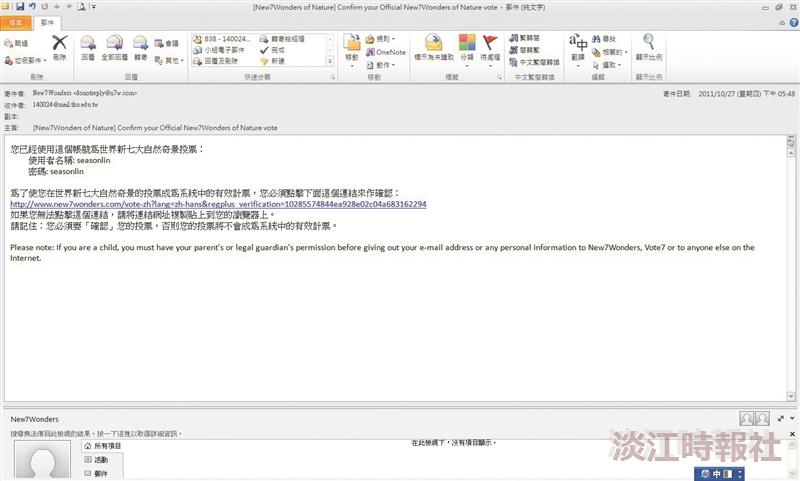 [New7Wonders of Nature] Confirm your Official New7Wonders of Nature vote - 郵件 (純文字)
檔案 郵件
略過
垃圾郵件
刪除
刪除
回覆 全部回覆 轉寄
會議
其他
回覆
838 - 140024...
小組電子郵件
回覆及刪除
轉寄給經理
完成
新建
快速步驟
移動
規則
OneNote
動作
移動
標示為未讀取 分類 待處理
標籤
繁轉簡
簡轉繁
中文繁簡轉換
中文繁簡轉換
翻譯
尋找
相關的
選取
編輯
顯示比例
顯示比例
寄件者: New7Wonders <donotreply@n7w.com>
寄件日期: 2011/10/27 (星期四) 下午 05:48
收件者: 140024@mail.tku.edu.tw
副本:
主旨: [New7Wonders of Nature] Confirm your Official New7Wonders of Nature vote
您已經使用這個帳號為世界新七大自然奇景投票：
使用者名稱: seasonlin
密碼: seasonlin
為了使您在世界新七大自然奇景的投票成為系統中的有效計票，您必須點擊下面這個連結來作確認：
http://www.new7wonders.com/vote-zh?lang=zh-hans&regplus_verification=10285574844ea928e02c04a683162294
如果您無法點擊這個連結，請將連結網址複製貼上到您的瀏覽器上。
請記住：您必須要「確認」您的投票，否則您的投票將不會成為系統中的有效計票。
Please note: If you are a child, you must have your parent's or legal guardian's permission before giving out your e-mail address or any personal information to New7Wonders, Vote7 or to anyone else on the
Internet.
New7Wonders
搜尋無法傳回此檢視的結果。按一下這裡以取得詳細資訊。
所有項目
活動
郵件
在此檢視下，沒有項目顯示。
淡江時報社
中